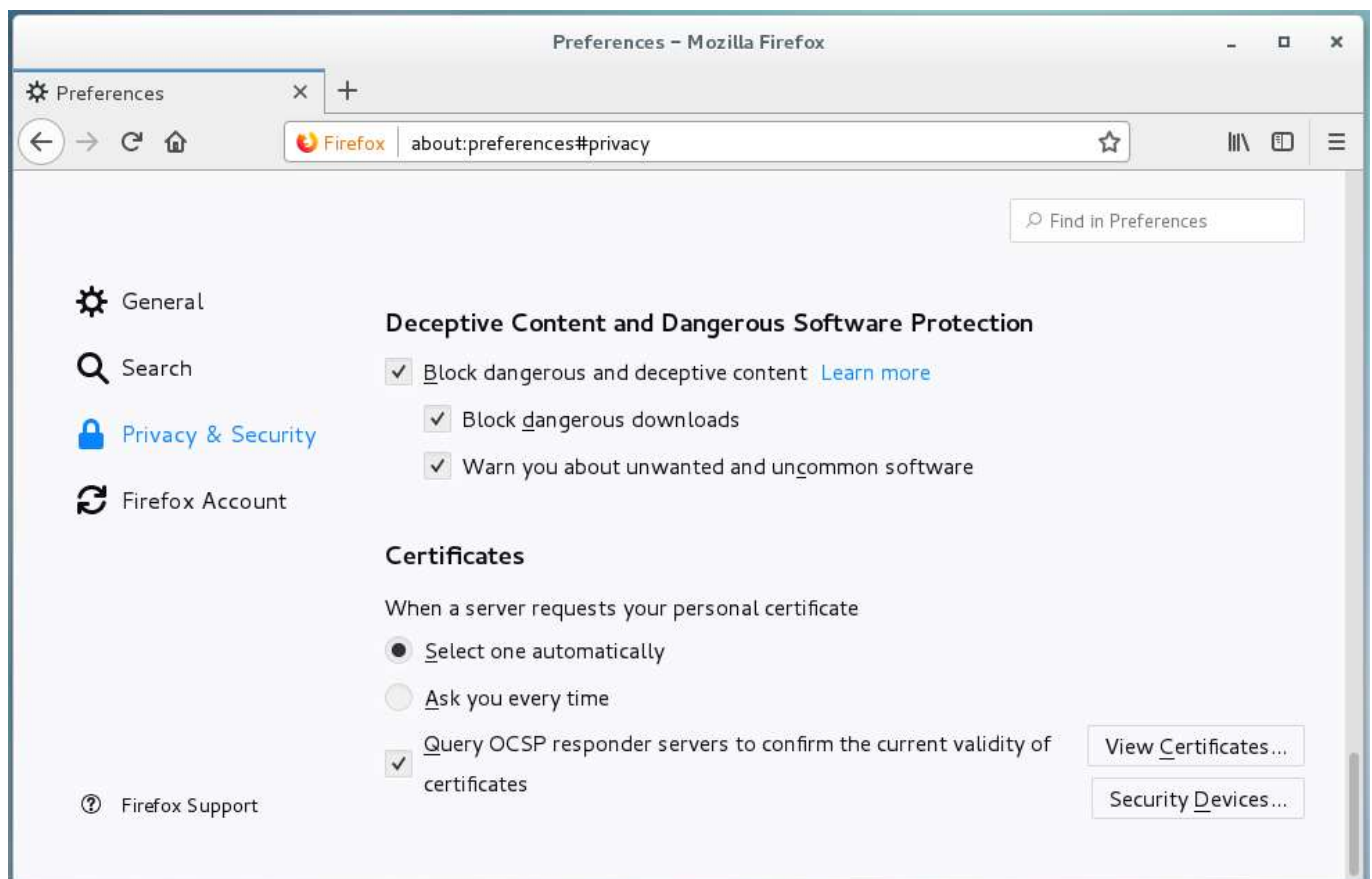 Preferences – Mozilla Firefox
Preferences
Firefox about:preferences#privacy
Find in Preferences
General
Search
Privacy & Security
Firefox Account
Firefox Support
Deceptive Content and Dangerous Software Protection
Block dangerous and deceptive content Learn more
Block dangerous downloads
Warn you about unwanted and uncommon software
Certificates
When a server requests your personal certificate
Select one automatically
Ask you every time
Query OCSP responder servers to confirm the current validity of
certificates
View Certificates...
Security Devices...